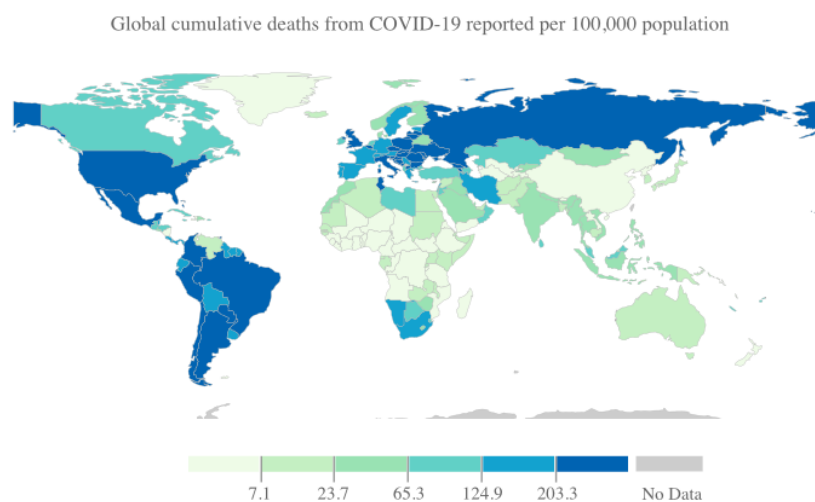 Global cumulative deaths from COVID-19 reported per 100,000 population
7.1 23.7 65.3 124.9 203.3 No Data